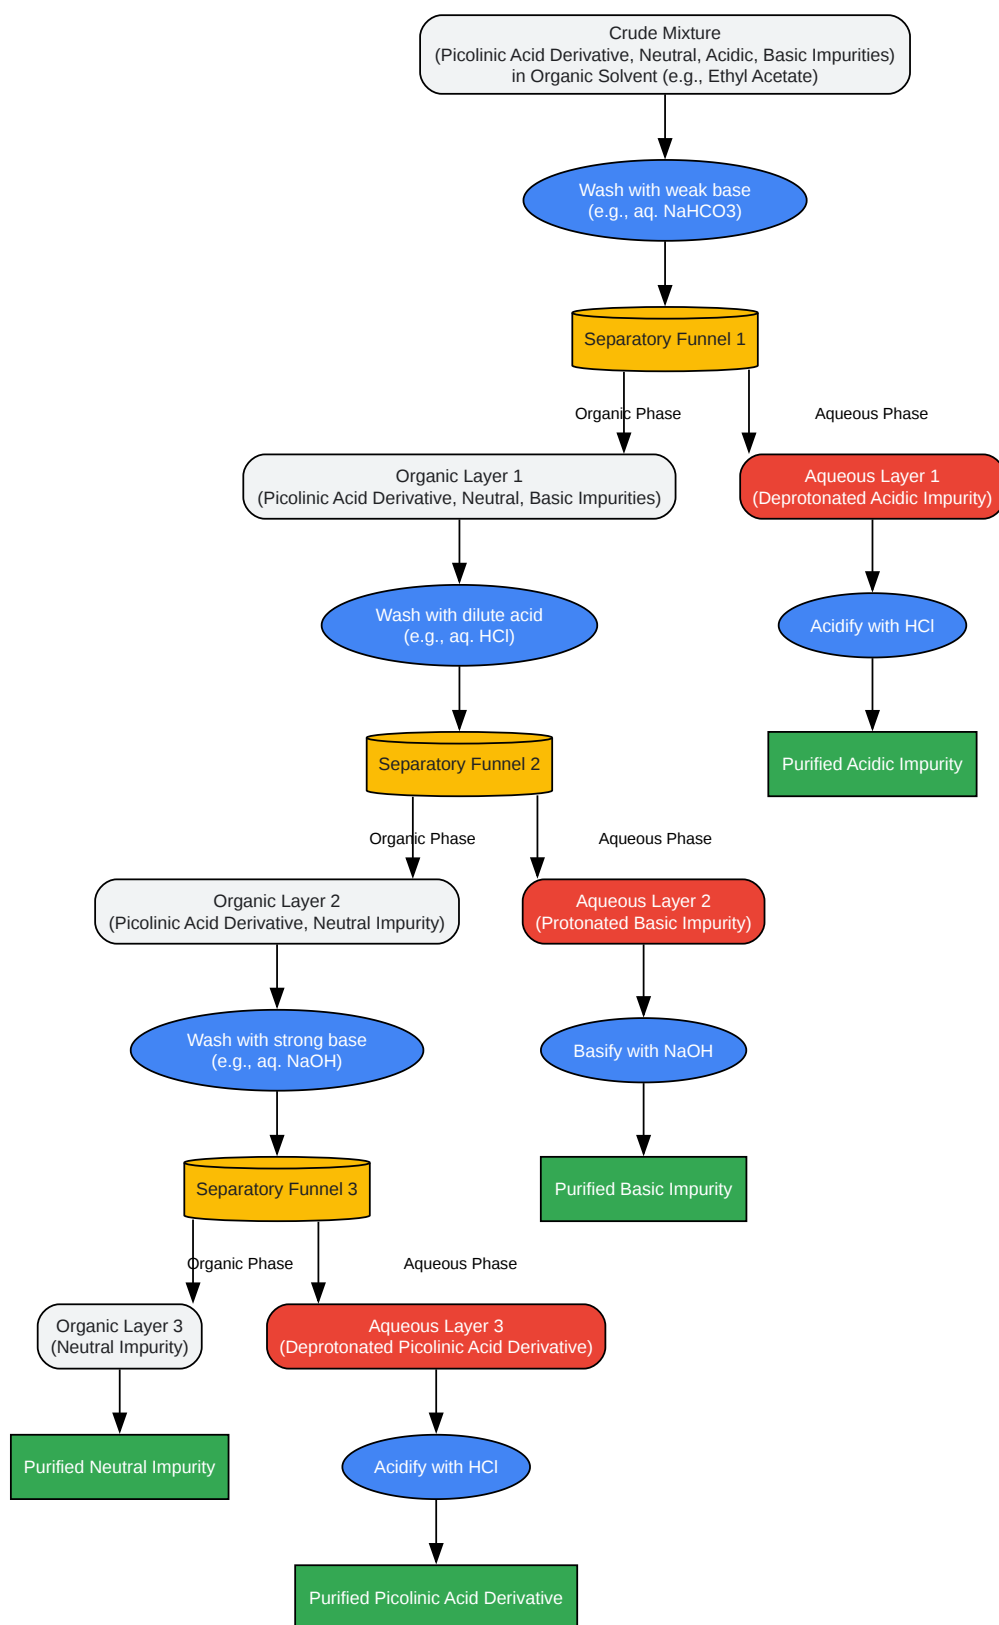 Crude Mixture
(Picolinic Acid Derivative, Neutral, Acidic, Basic Impurities)
in Organic Solvent (e.g., Ethyl Acetate)
Wash with weak base
(e.g., aq. NaHCO3)
Separatory Funnel 1
Organic Phase
Aqueous Phase
Organic Layer 1
(Picolinic Acid Derivative, Neutral, Basic Impurities)
Aqueous Layer 1
(Deprotonated Acidic Impurity)
Wash with dilute acid
(e.g., aq. HCl)
Acidify with HCl
Separatory Funnel 2
Purified Acidic Impurity
Organic Phase
Aqueous Phase
Organic Layer 2
(Picolinic Acid Derivative, Neutral Impurity)
Aqueous Layer 2
(Protonated Basic Impurity)
Wash with strong base
(e.g., aq. NaOH)
Basify with NaOH
Separatory Funnel 3
Purified Basic Impurity
Organic Phase
Aqueous Phase
Organic Layer 3
(Neutral Impurity)
Aqueous Layer 3
(Deprotonated Picolinic Acid Derivative)
Purified Neutral Impurity
Acidify with HCl
Purified Picolinic Acid Derivative